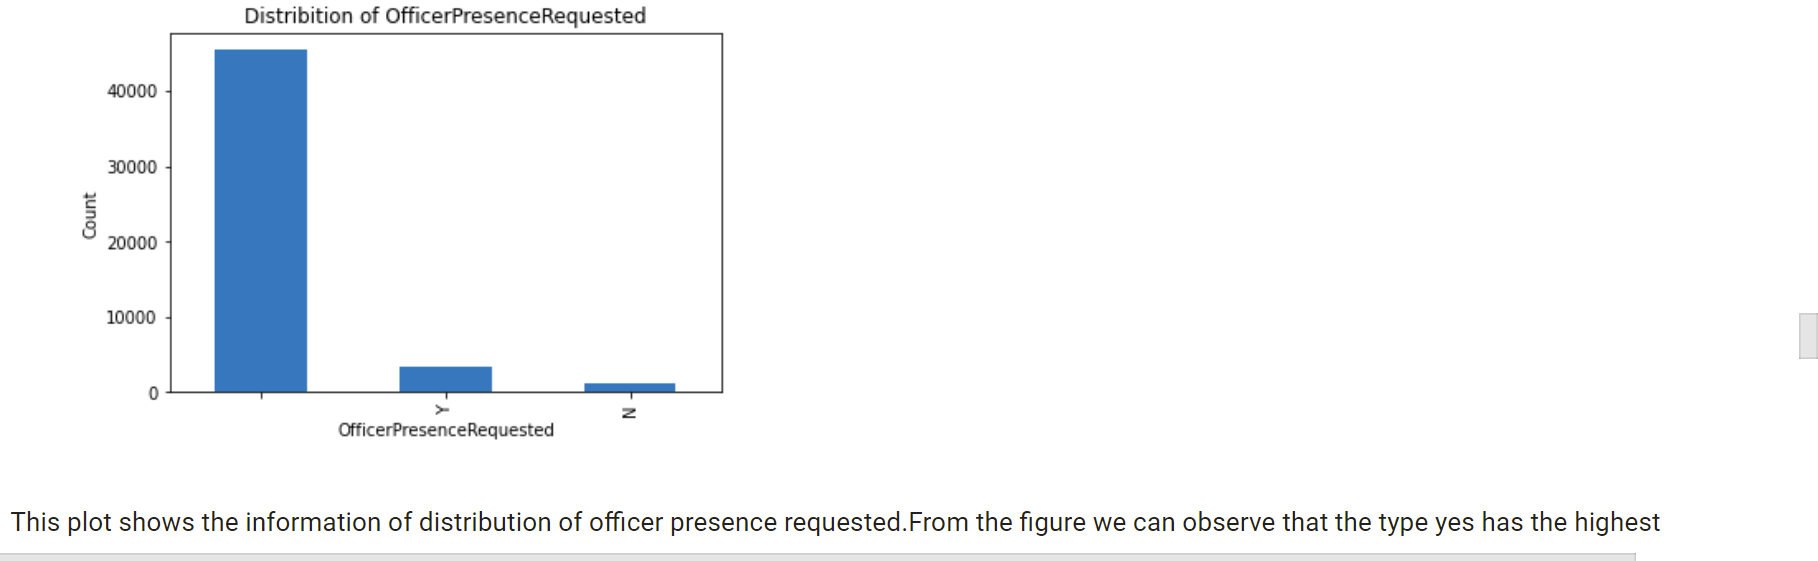 Distribition of OfficerPresenceRequested
40000
30000
20000
10000
0
Count
Y
N
OfficerPresenceRequested
This plot shows the information of distribution of officer presence requested.From the figure we can observe that the type yes has the highest